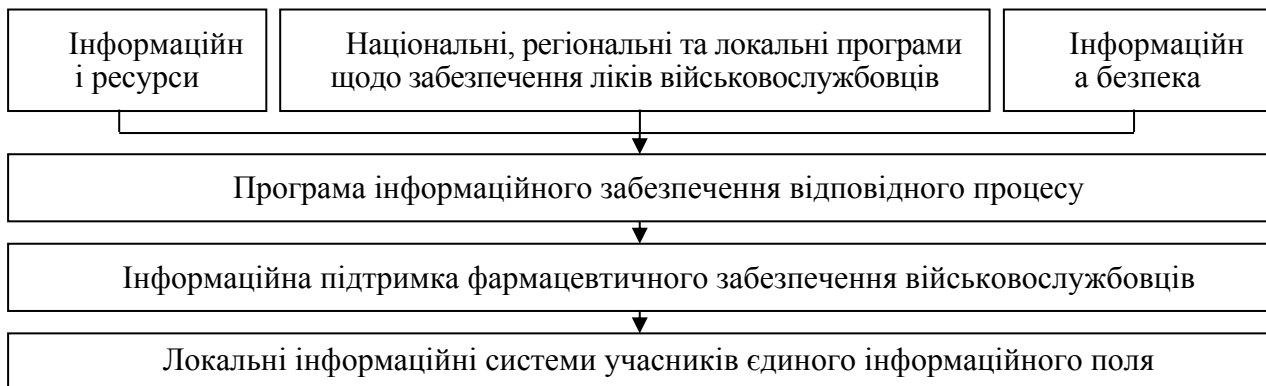 Інформаційн
і ресурси
Національні, регіональні та локальні програми
щодо забезпечення ліків військовослужбовців
Інформаційн
а безпека
Програма інформаційного забезпечення відповідного процесу
Інформаційна підтримка фармацевтичного забезпечення військовослужбовців
Локальні інформаційні системи учасників єдиного інформаційного поля